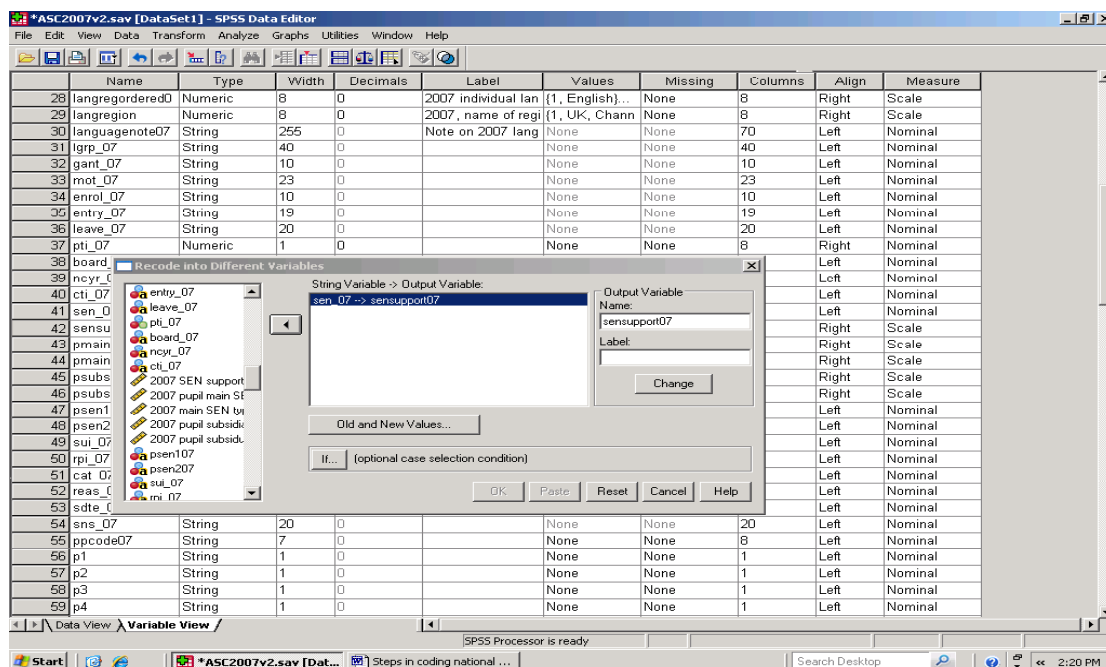 *ASC2007v2.sav [DataSet1] - SPSS Data Editor
File Edit View Data Transform Analyze Graphs Utilities Window Help
Name Type Width Decimals Label Values Missing Columns Align Measure
28 langregordered0 Numeric 8 0 2007 individual lan {1, English}... None 8 Right Scale
29 langregion Numeric 8 0 2007, name of regi {1, UK, Chann None 8 Right Scale
30 languagenote07 String 255 0 Note on 2007 lang None None 70 Left Nominal
31 lgrp_07 String 40 0 None None 40 Left Nominal
32 gant_07 String 10 0 None None 10 Left Nominal
33 mot_07 String 23 0 None None 23 Left Nominal
34 enrol_07 String 10 0 None None 10 Left Nominal
35 entry_07 String 19 0 None None 19 Left Nominal
36 leave_07 String 20 0 None None 20 Left Nominal
37 pti_07 Numeric 1 0 None None 8 Right Nominal
38 board_ Left Nominal
39 ncyr_0 Left Nominal
40 cti_07 Left Nominal
41 sen_0 Left Nominal
42 sensu Right Scale
43 pmain Right Scale
44 pmain Right Scale
45 psubs Right Scale
46 psubs Right Scale
47 psen1 Left Nominal
48 psen2 Left Nominal
49 sui_07 Left Nominal
50 rpi_07 Left Nominal
51 cat_07 Left Nominal
52 reas_0 Left Nominal
53 sdte_0 Left Nominal
54 sns_07 String 20 0 None None 20 Left Nominal
55 ppcode07 String 7 0 None None 8 Left Nominal
56 p1 String 1 0 None None 1 Left Nominal
57 p2 String 1 0 None None 1 Left Nominal
58 p3 String 1 0 None None 1 Left Nominal
59 p4 String 1 0 None None 1 Left Nominal
Recode into Different Variables
entry_07
leave_07
pti_07
board_07
ncyr_07
cti_07
2007 SEN support
2007 pupil main SE
2007 main SEN ty
2007 pupil subsidia
2007 pupil subsidu
psen107
psen207
sui_07
rpi_07
String Variable -> Output Variable:
sen_07 --> sensupport07
Output Variable
Name:
sensupport07
Label:
Change
Old and New Values...
If... (optional case selection condition)
OK Paste Reset Cancel Help
Data View Variable View
SPSS Processor is ready
Start *ASC2007v2.sav [Dat... Steps in coding national ... Search Desktop « 2:20 PM